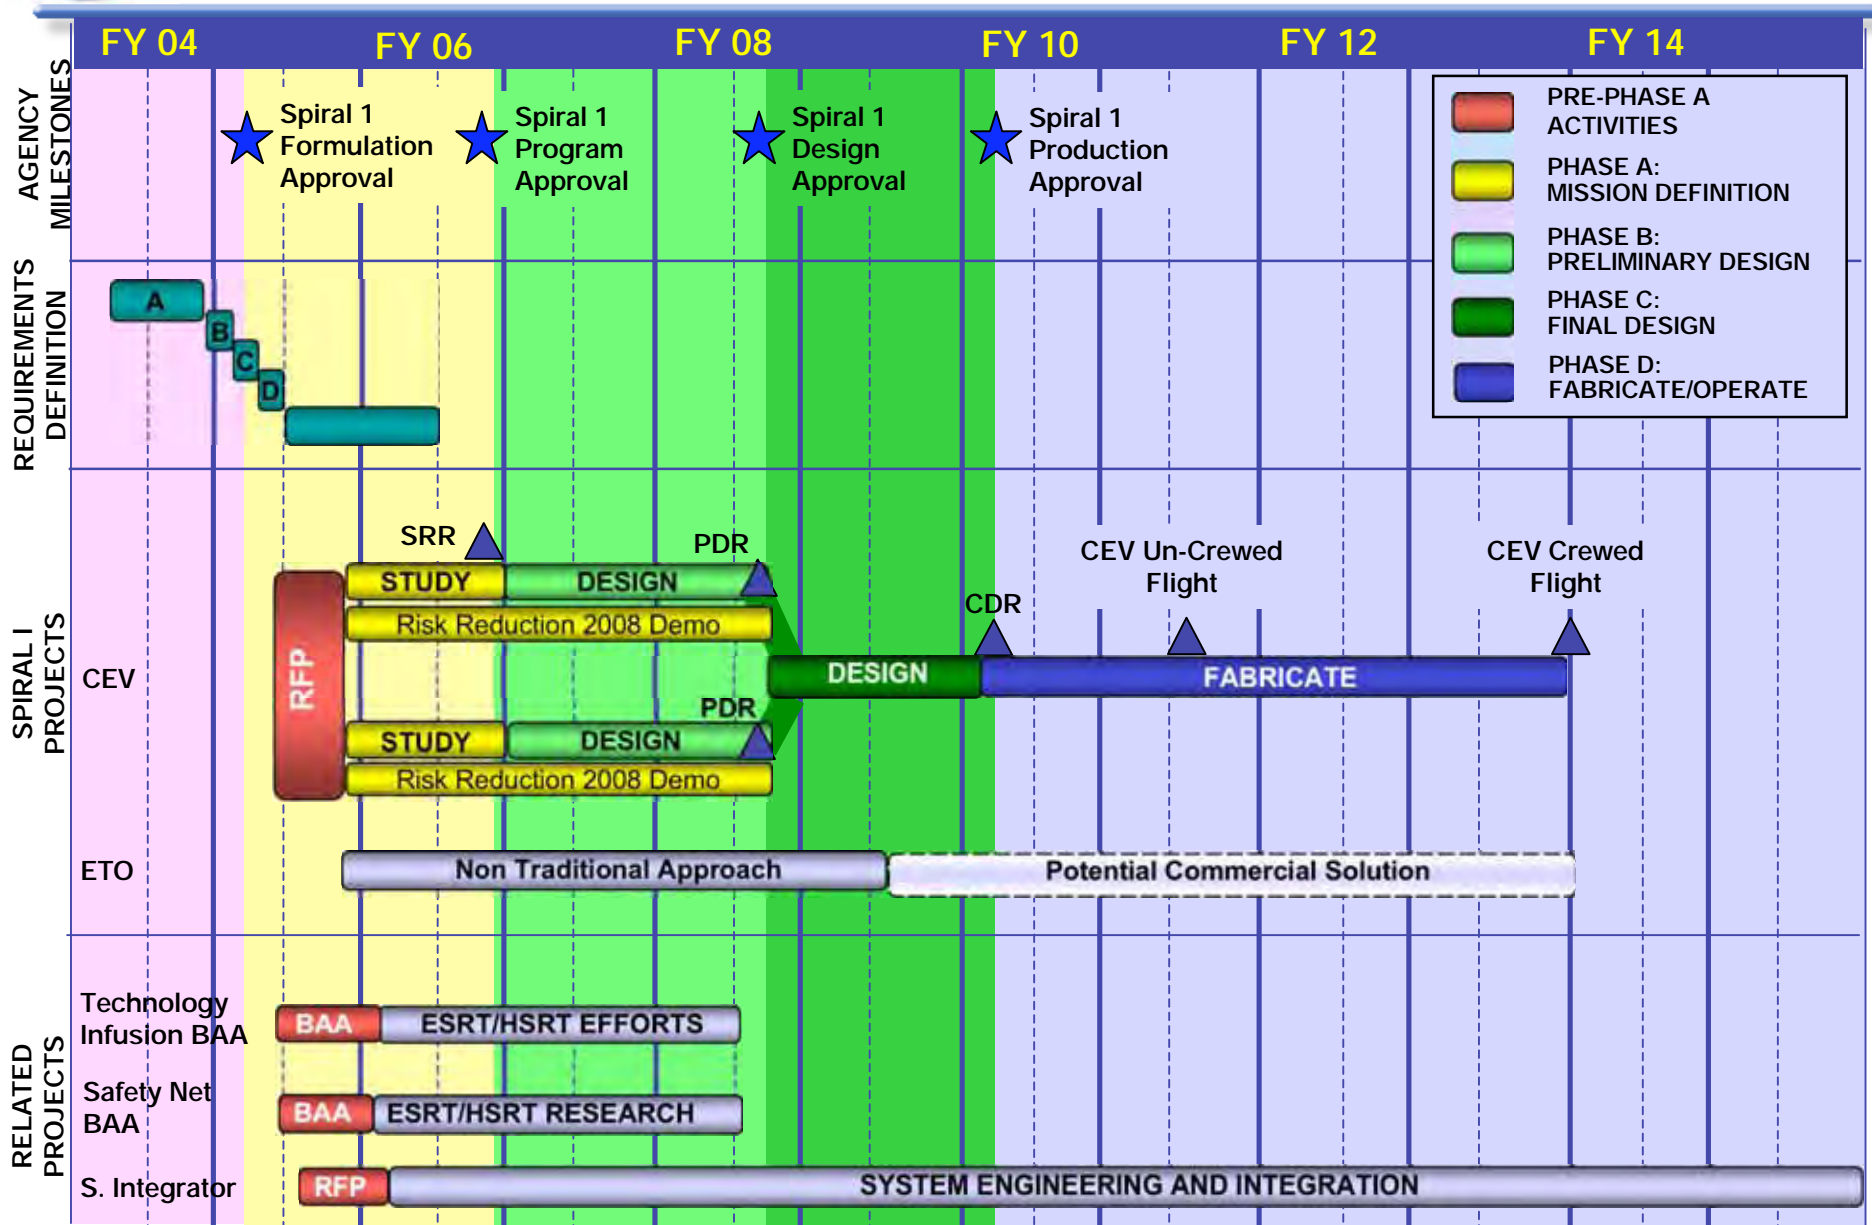 FY 04
FY 06
FY 08
FY 10
FY 12
FY 14
AGENCY
MILESTONES
Spiral 1
Formulation
Approval
Spiral 1
Program
Approval
Spiral 1
Design
Approval
Spiral 1
Production
Approval
PRE-PHASE A
ACTIVITIES
PHASE A:
MISSION DEFINITION
PHASE B:
PRELIMINARY DESIGN
PHASE C:
FINAL DESIGN
PHASE D:
FABRICATE/OPERATE
REQUIREMENTS
DEFINITION
A
B
C
D
SPIRAL I
PROJECTS
CEV
RFP
SRR
PDR
STUDY
DESIGN
Risk Reduction 2008 Demo
DESIGN
CDR
FABRICATE
CEV Un-Crewed
Flight
CEV Crewed
Flight
PDR
STUDY
DESIGN
Risk Reduction 2008 Demo
ETO
Non Traditional Approach
Potential Commercial Solution
RELATED
PROJECTS
Technology
Infusion BAA
BAA
ESRT/HSRT EFFORTS
Safety Net
BAA
BAA
ESRT/HSRT RESEARCH
S. Integrator
RFP
SYSTEM ENGINEERING AND INTEGRATION